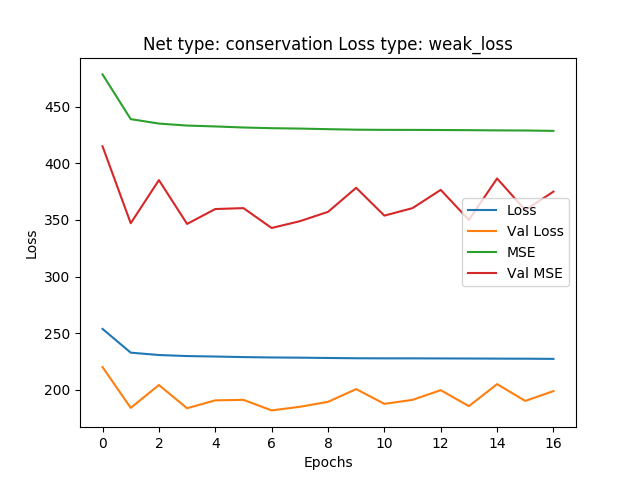 Net type: conservation Loss type: weak_loss
Loss
450
400
350
300
250
200
0 2 4 6 8 10 12 14 16
Epochs
Loss
Val Loss
MSE
Val MSE